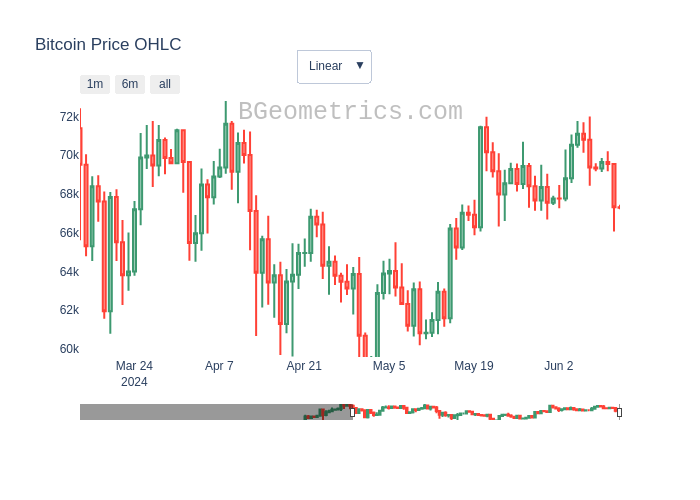 Bitcoin Price OHLC
Linear ▼
1m 6m all
BGeometrics.com
72k
70k
68k
66k
64k
62k
60k
Mar 24 Apr 7 Apr 21 May 5 May 19 Jun 2
2024